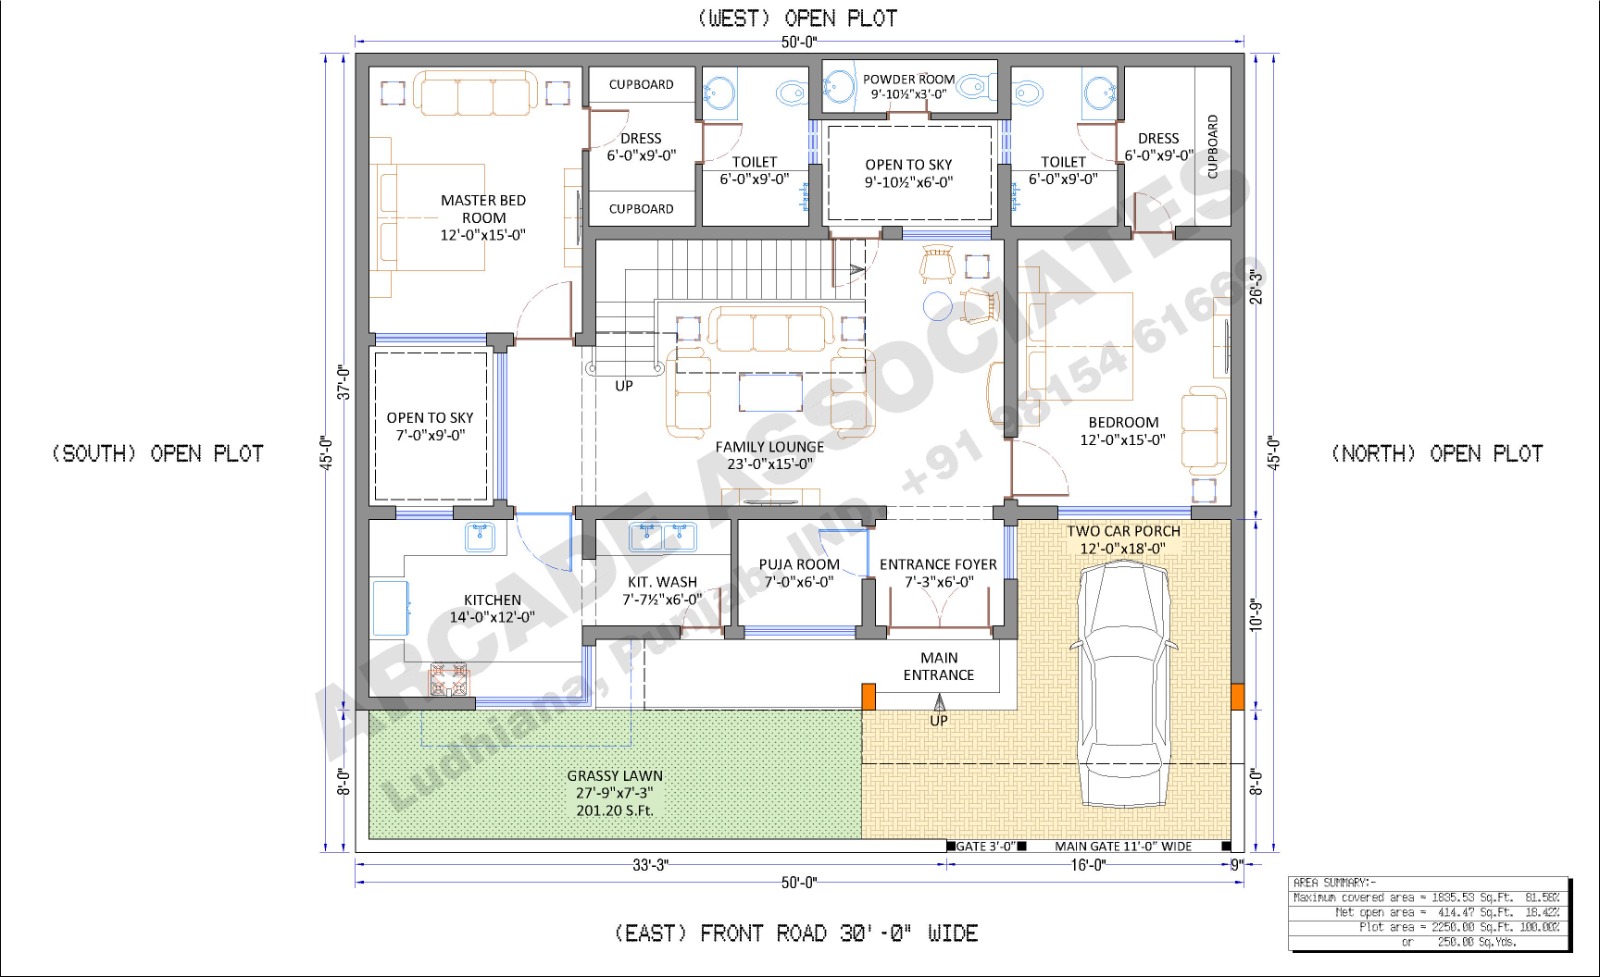 (WEST) OPEN PLOT
50'-0"
CUPBOARD
POWDER ROOM
9'-10½"x3'-0"
DRESS
6'-0"x9'-0"
TOILET
6'-0"x9'-0"
OPEN TO SKY
9'-10½"x6'-0"
TOILET
6'-0"x9'-0"
DRESS
6'-0"x9'-0"
CUPBOARD
CUPBOARD
MASTER BED
ROOM
12'-0"x15'-0"
26'-3"
37'-0"
45'-0"
UP
OPEN TO SKY
7'-0"x9'-0"
FAMILY LOUNGE
23'-0"x15'-0"
BEDROOM
12'-0"x15'-0"
45'-0"
(SOUTH) OPEN PLOT
(NORTH) OPEN PLOT
TWO CAR PORCH
12'-0"x18'-0"
KITCHEN
14'-0"x12'-0"
KIT. WASH
7'-7½"x6'-0"
PUJA ROOM
7'-0"x6'-0"
ENTRANCE FOYER
7'-3"x6'-0"
10'-9"
MAIN
ENTRANCE
UP
8'-0"
GRASSY LAWN
27'-9"x7'-3"
201.20 S.Ft.
8'-0"
GATE 3'-0"
MAIN GATE 11'-0" WIDE
33'-3"
16'-0"
9"
50'-0"
(EAST) FRONT ROAD 30'-0" WIDE
AREA SUMMARY:-
Maximum covered area = 1835.53 Sq.Ft. 81.58%
Net open area = 414.47 Sq.Ft. 18.42%
Plot area = 2250.00 Sq.Ft. 100.00%
or 250.00 Sq.Yds.
ARCADE ASSOCIATES
Ludhiana, Punjab, IND. +91 98154 61669